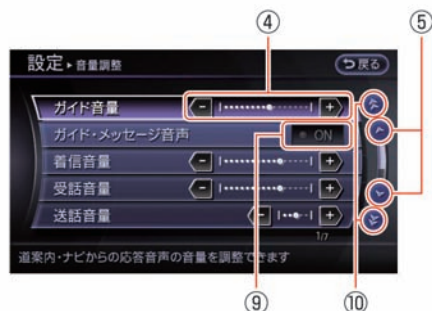 ④
⑤
設定▶音量調整
戻る
ガイド音量
ガイド・メッセージ音声 ON
着信音量
受話音量
送話音量
1/7
道案内・ナビからの応答音声の音量を調整できます
⑨
⑩